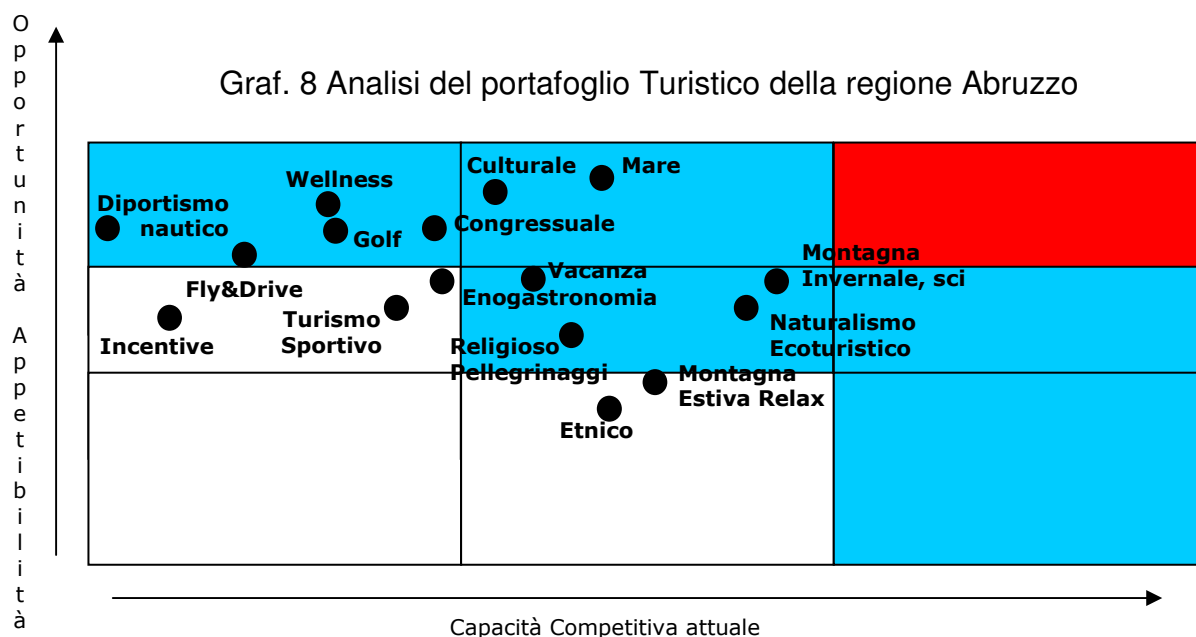 Opportunità Appetibilità
Graf. 8 Analisi del portafoglio Turistico della regione Abruzzo
Culturale
Mare
Wellness
Diportismo
nautico
Golf
Congressuale
Montagna
Invernale, sci
Vacanza
Enogastronomia
Fly&Drive
Turismo
Sportivo
Incentive
Naturalismo
Ecoturistico
Religioso
Pellegrinaggi
Montagna
Estiva Relax
Etnico
Capacità Competitiva attuale